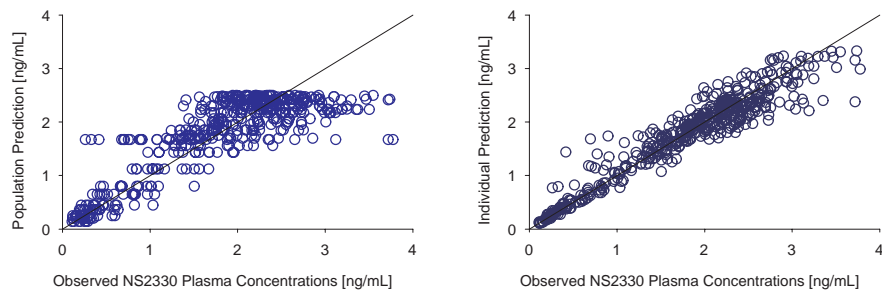 Population Prediction [ng/mL]
4
3
2
1
0
0 1 2 3 4
Observed NS2330 Plasma Concentrations [ng/mL]
Individual Prediction [ng/mL]
4
3
2
1
0
0 1 2 3 4
Observed NS2330 Plasma Concentrations [ng/mL]